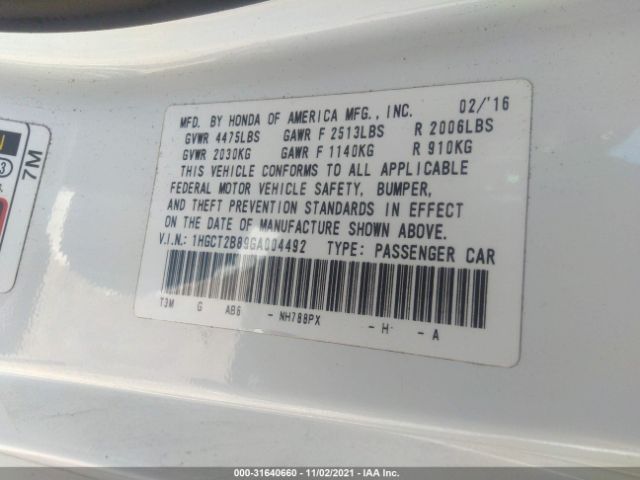 MFD. BY HONDA OF AMERICA MFG., INC. 02/'16
GVWR 4475LBS GAWR F 2513LBS R 2006LBS
GVWR 2030KG GAWR F 1140KG R 910KG
THIS VEHICLE CONFORMS TO ALL APPLICABLE
FEDERAL MOTOR VEHICLE SAFETY, BUMPER,
AND THEFT PREVENTION STANDARDS IN EFFECT
ON THE DATE OF MANUFACTURE SHOWN ABOVE.
V.I.N: 1HGCT2B89GA004492 TYPE: PASSENGER CAR
T3M G AB6 - NH788PX - H - A
N
3
7M
000-31640660 - 11/02/2021 - IAA Inc.